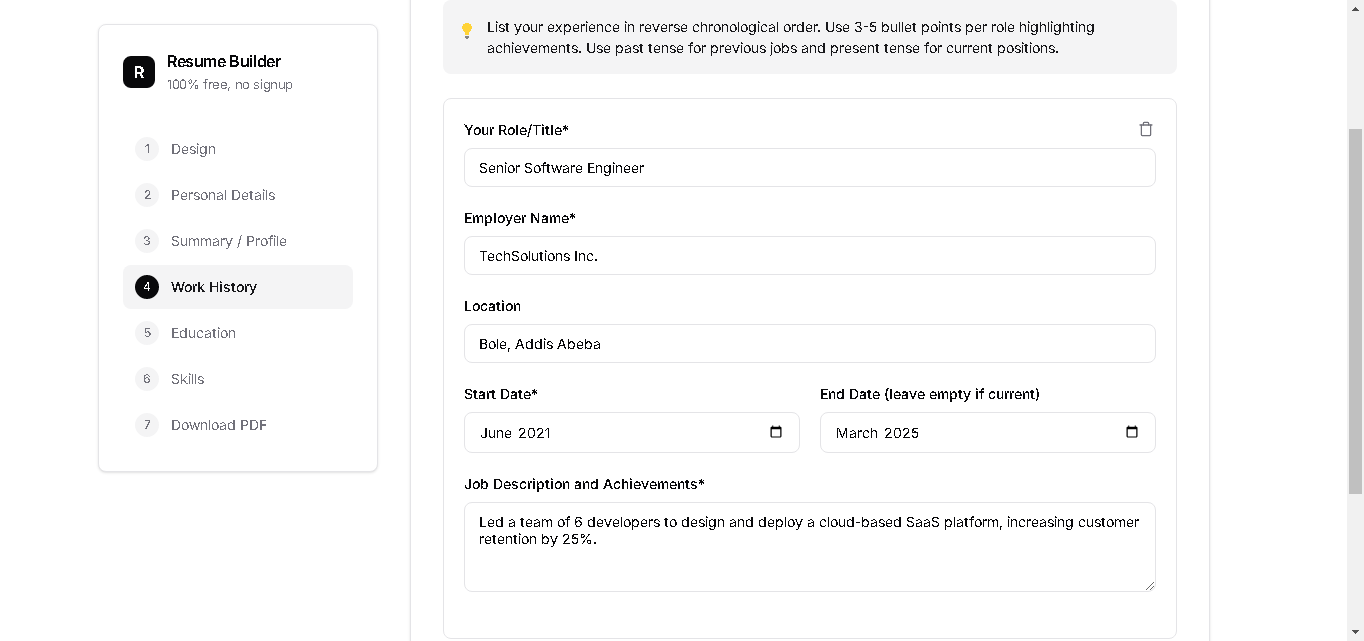 R
Resume Builder
100% free, no signup
1 Design
2 Personal Details
3 Summary / Profile
4 Work History
5 Education
6 Skills
7 Download PDF
List your experience in reverse chronological order. Use 3-5 bullet points per role highlighting
achievements. Use past tense for previous jobs and present tense for current positions.
Your Role/Title*
Senior Software Engineer
Employer Name*
TechSolutions Inc.
Location
Bole, Addis Abeba
Start Date*
June 2021
End Date (leave empty if current)
March 2025
Job Description and Achievements*
Led a team of 6 developers to design and deploy a cloud-based SaaS platform, increasing customer
retention by 25%.